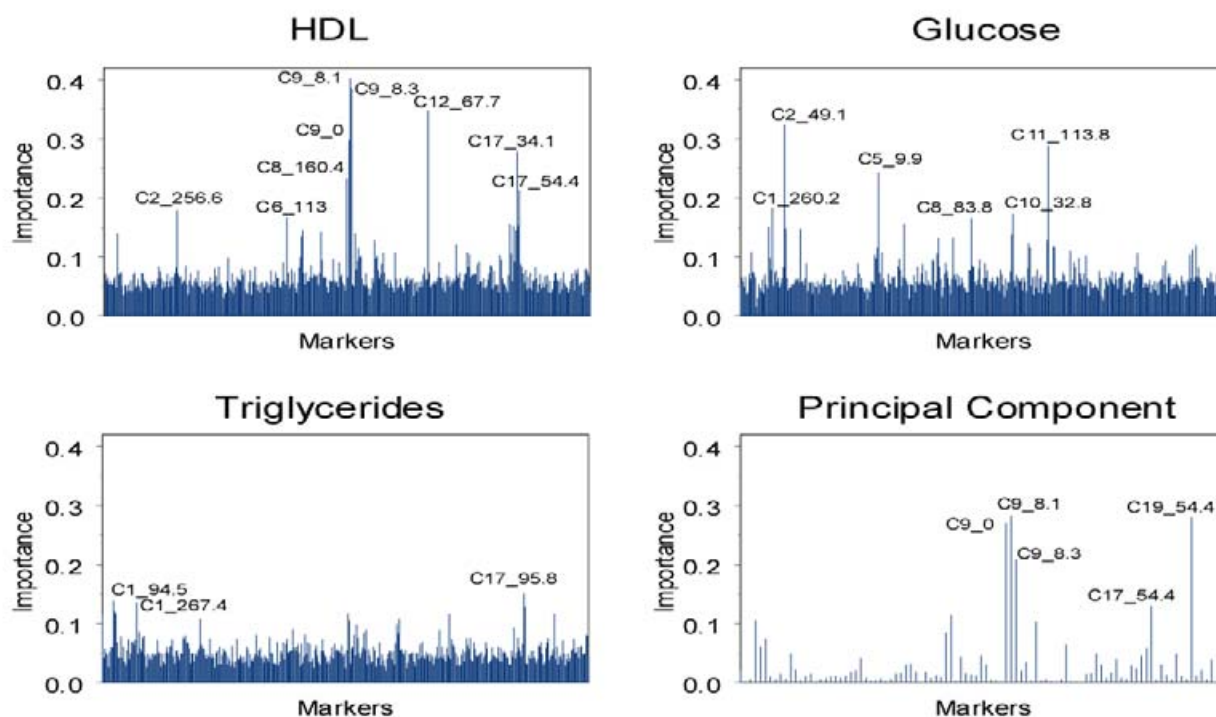 HDL
0.4
0.3
0.2
0.1
0.0
Importance
C9_8.1
C9_8.3
C12_67.7
C9_0
C17_34.1
C8_160.4
C17_54.4
C2_256.6
C6_113
Markers
Glucose
0.4
0.3
0.2
0.1
0.0
Importance
C2_49.1
C11_113.8
C5_9.9
C1_260.2
C8_83.8
C10_32.8
Markers
Triglycerides
0.4
0.3
0.2
0.1
0.0
Importance
C1_94.5
C1_267.4
C17_95.8
Markers
Principal Component
0.4
0.3
0.2
0.1
0.0
Importance
C9_8.1
C9_0
C19_54.4
C9_8.3
C17_54.4
Markers